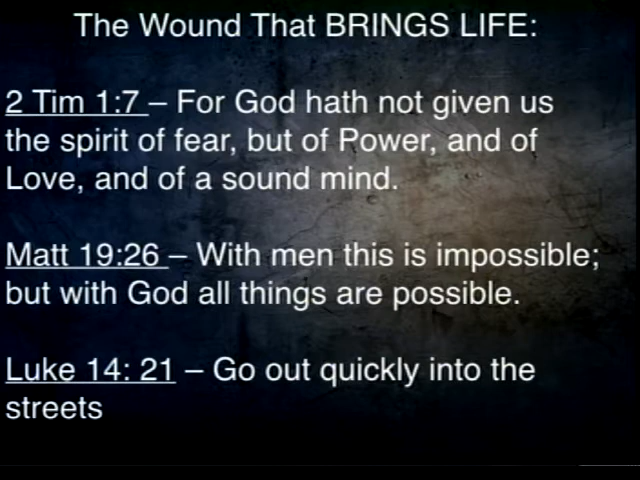 The Wound That BRINGS LIFE:
2 Tim 1:7 – For God hath not given us
the spirit of fear, but of Power, and of
Love, and of a sound mind.
Matt 19:26 – With men this is impossible;
but with God all things are possible.
Luke 14: 21 – Go out quickly into the
streets